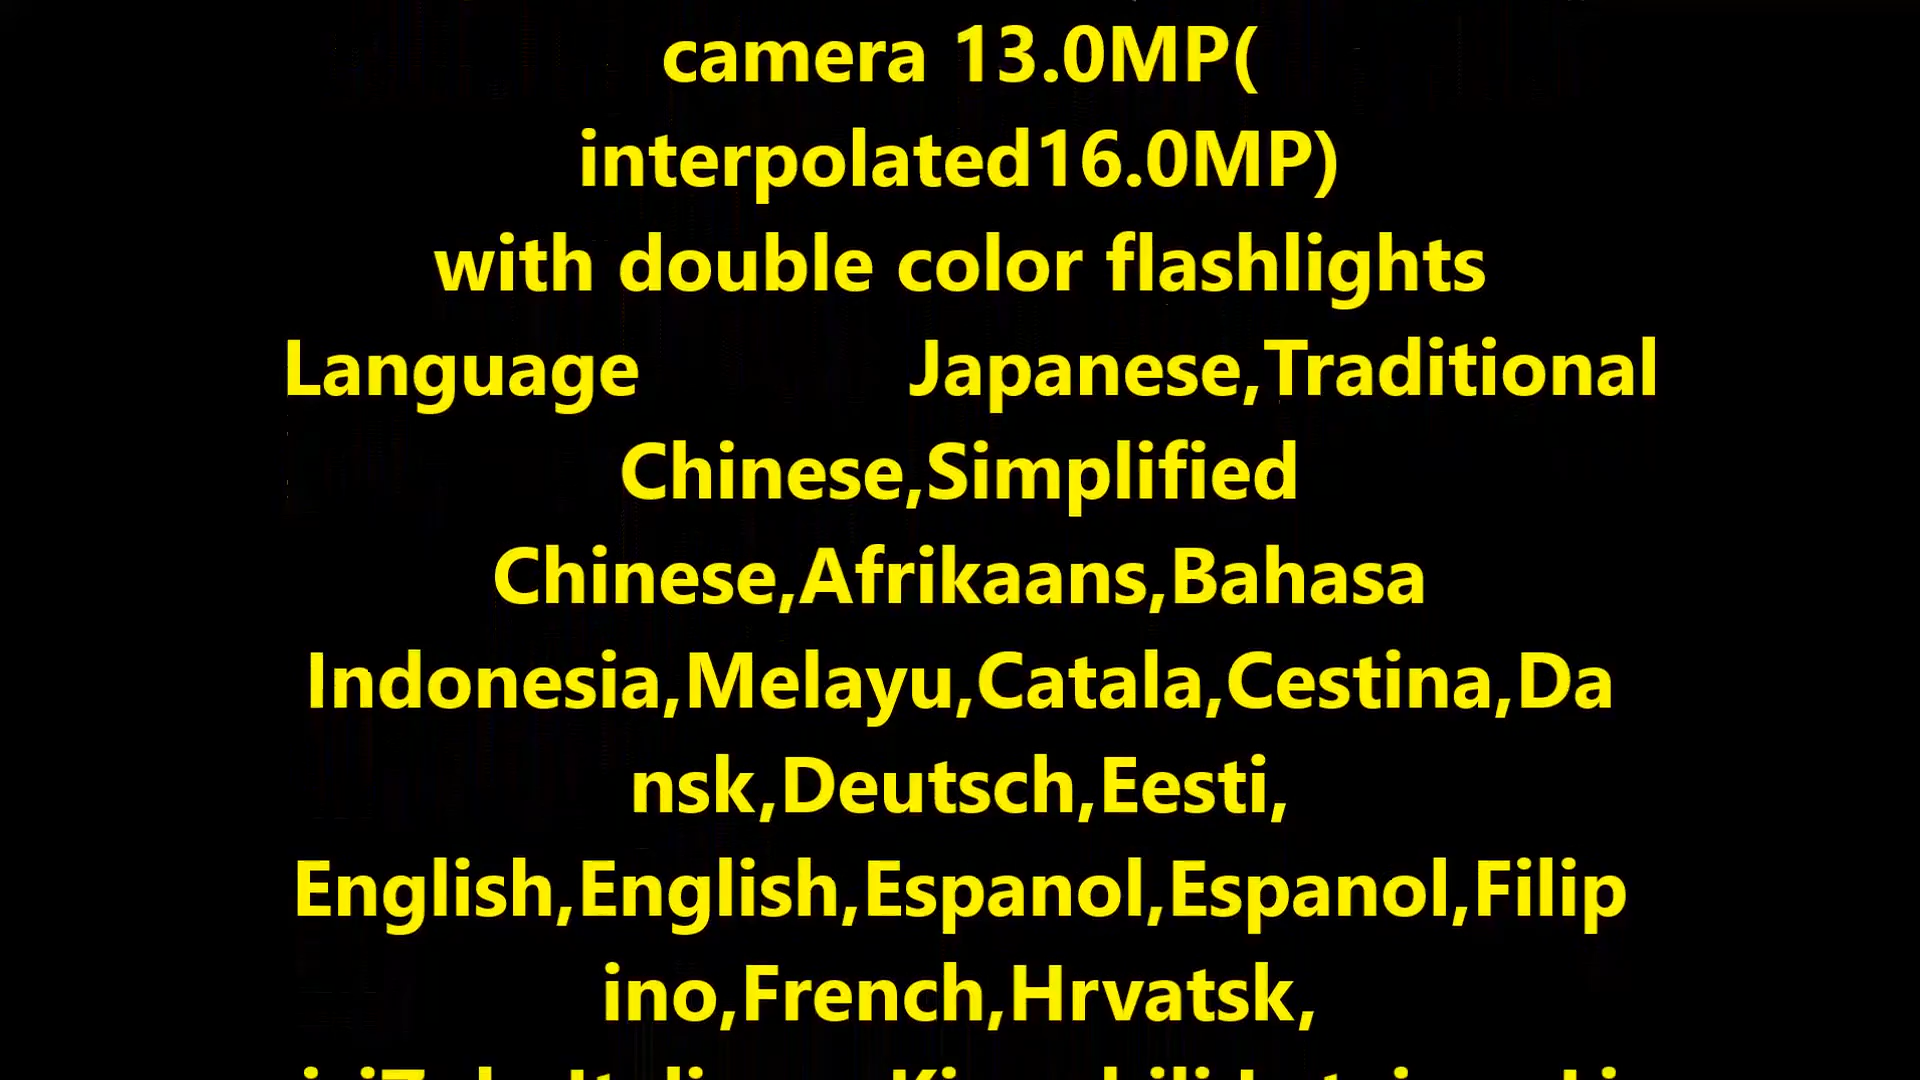 camera 13.0MP(
interpolated16.0MP)
with double color flashlights
Language Japanese,Traditional
Chinese,Simplified
Chinese,Afrikaans,Bahasa
Indonesia,Melayu,Catala,Cestina,Da
nsk,Deutsch,Eesti,
English,English,Espanol,Espanol,Filip
ino,French,Hrvatsk,